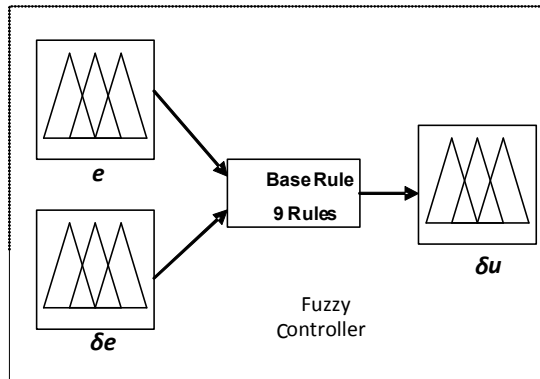 e
Base Rule
9 Rules
δu
δe
Fuzzy
Controller